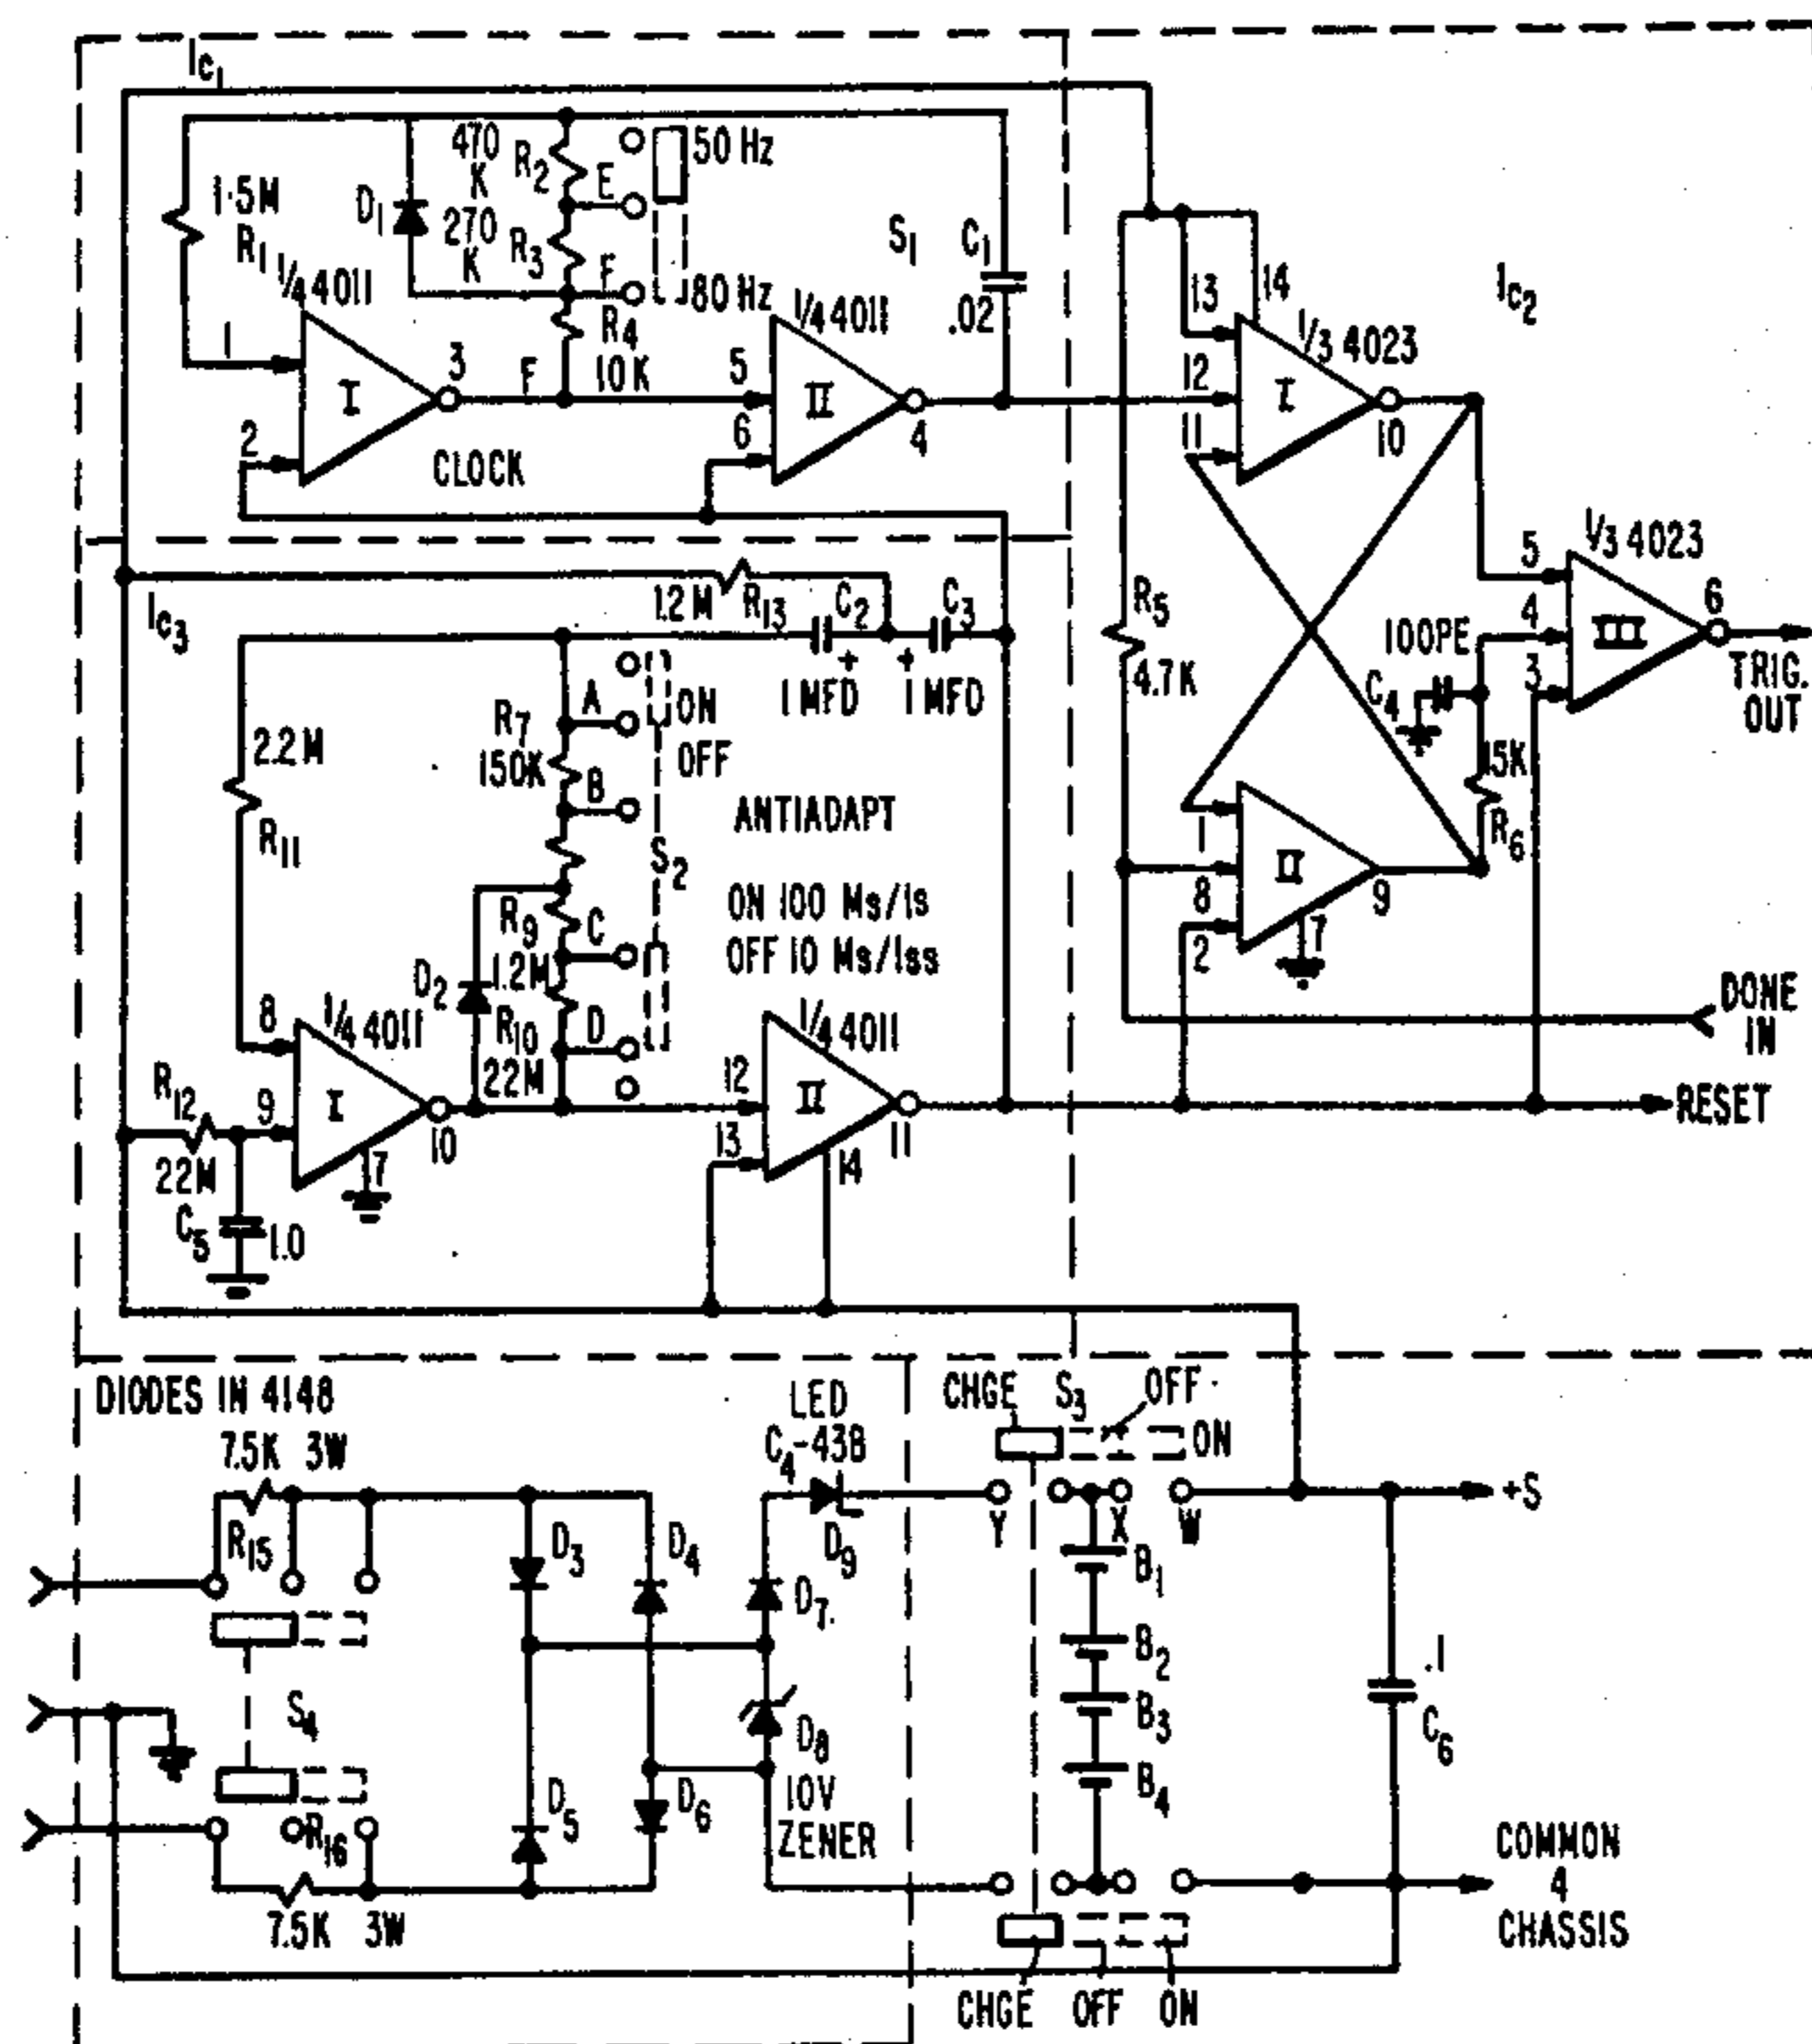 Ic1
470
K
R2
E
50 Hz
1.5M
R1
D1
270
K
R3
F
80 Hz
S1
C1
.02
Ic2
1/4 4011
1
2
I
3
F
R4
10K
1/4 4011
5
6
II
4
CLOCK
13
14
12
11
1/3 4023
I
10
1/3 4023
5
4
3
III
6
TRIG.
OUT
Ic3
1.2M
R13
C2
C3
+
+
1 MFD
1 MFD
R5
4.7K
100PE
C4
15K
R6
2.2M
R11
R7
150K
A
B
ON
OFF
S2
ANTIADAPT
ON 100 Ms/1s
OFF 10 Ms/1ss
R9
1.2M
C
D2
R10
22M
D
1
8
2
II
7
9
DONE
IN
RESET
8
9
1/4 4011
I
7
10
R12
22M
C5
1.0
1/4 4011
12
13
II
14
11
DIODES IN 4148
7.5K 3W
R15
LED
C4-43B
CHGE
S3
OFF
ON
D3
D4
D9
D7
Y
X
W
+S
B1
B2
B3
B4
.1
C6
S4
R16
D5
D6
D8
10V
ZENER
7.5K 3W
COMMON
4
CHASSIS
CHGE OFF ON